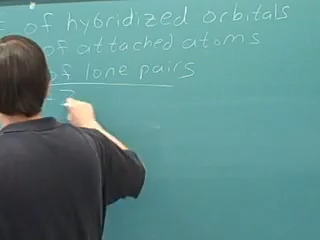 of hybridized orbitals
of attached atoms
of lone pairs